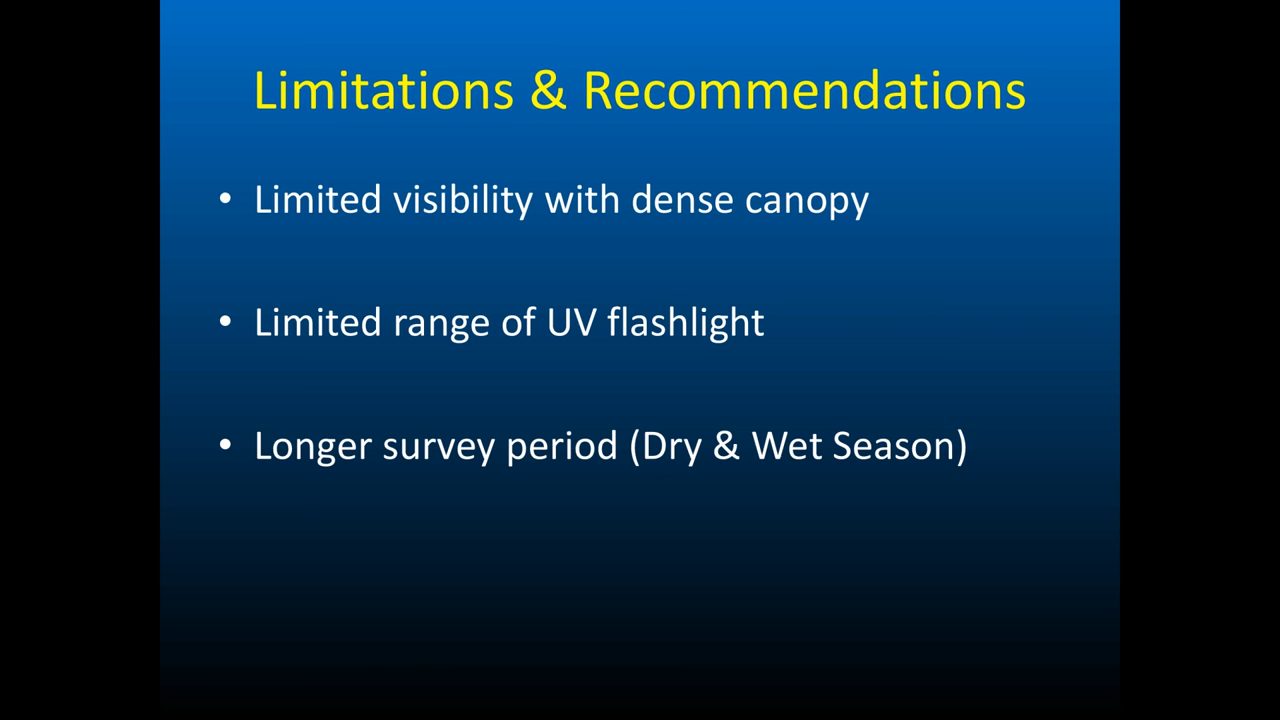 Limitations & Recommendations
• Limited visibility with dense canopy
• Limited range of UV flashlight
• Longer survey period (Dry & Wet Season)